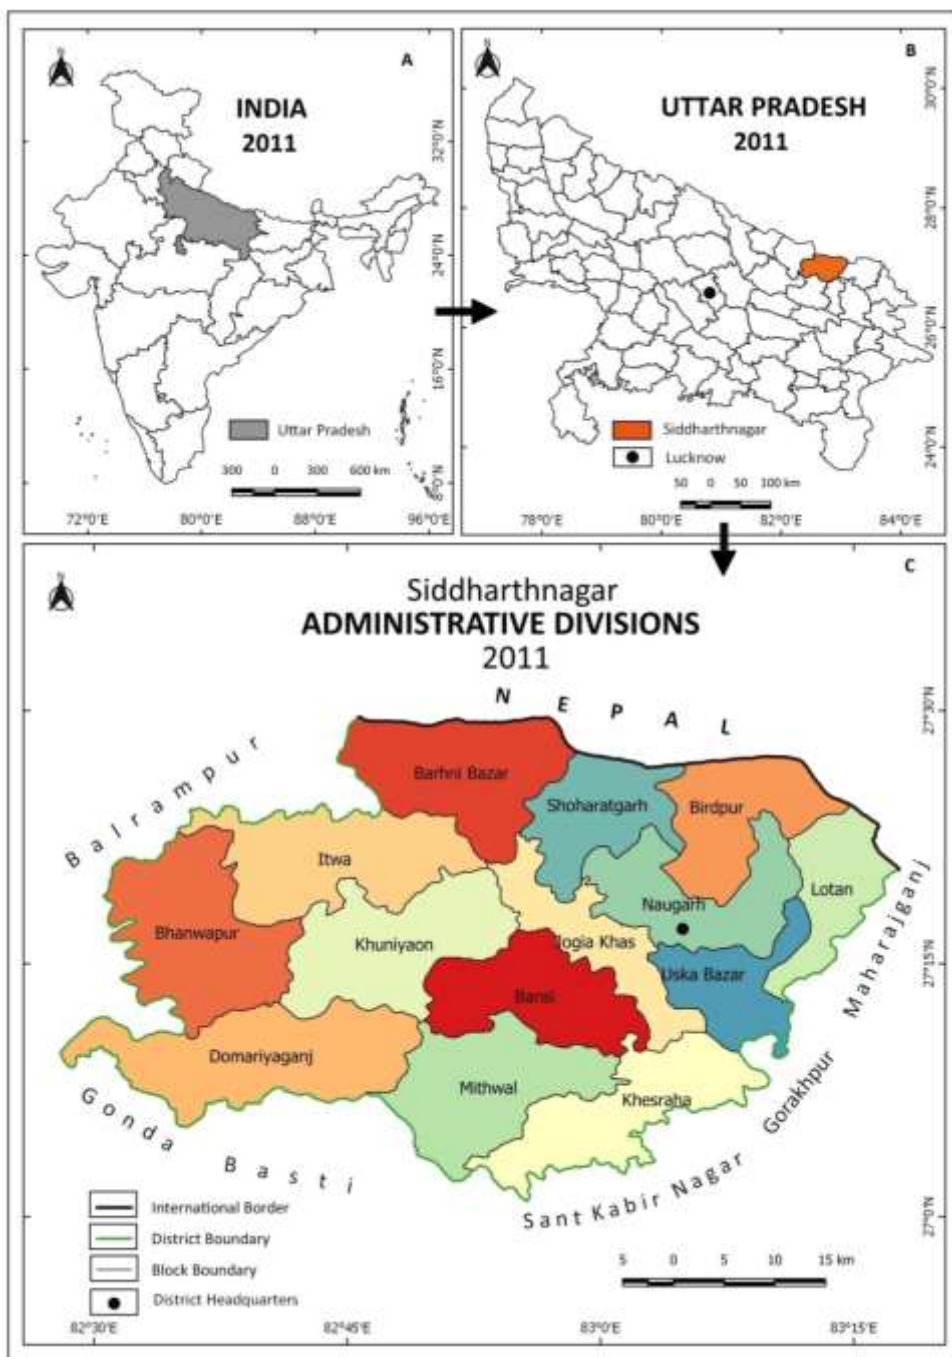 N
A
INDIA
2011
32°0'N
24°0'N
16°0'N
8°0'N
Uttar Pradesh
300 0 300 600 km
72°0'E 80°0'E 88°0'E 96°0'E
N
B
UTTAR PRADESH
2011
30°0'N
28°0'N
26°0'N
24°0'N
Siddharthnagar
Lucknow
50 0 50 100 km
78°0'E 80°0'E 82°0'E 84°0'E
N
C
Siddharthnagar
ADMINISTRATIVE DIVISIONS
2011
NEPAL
27°30'N
Balrampur
Barhni Bazar
Shoharatgarh
Birdpur
Itwa
Lotan
Naugarh
Bhanwapur
Khuniyaon
Jogia Khas
Uska Bazar
Maharajganj
27°15'N
Bansi
Domariyaganj
Mithwal
Khesraha
Gonda
Basti
Sant Kabir Nagar
Gorakhpur
27°0'N
International Border
District Boundary
Block Boundary
District Headquarters
5 0 5 10 15 km
82°30'E 82°45'E 83°0'E 83°15'E